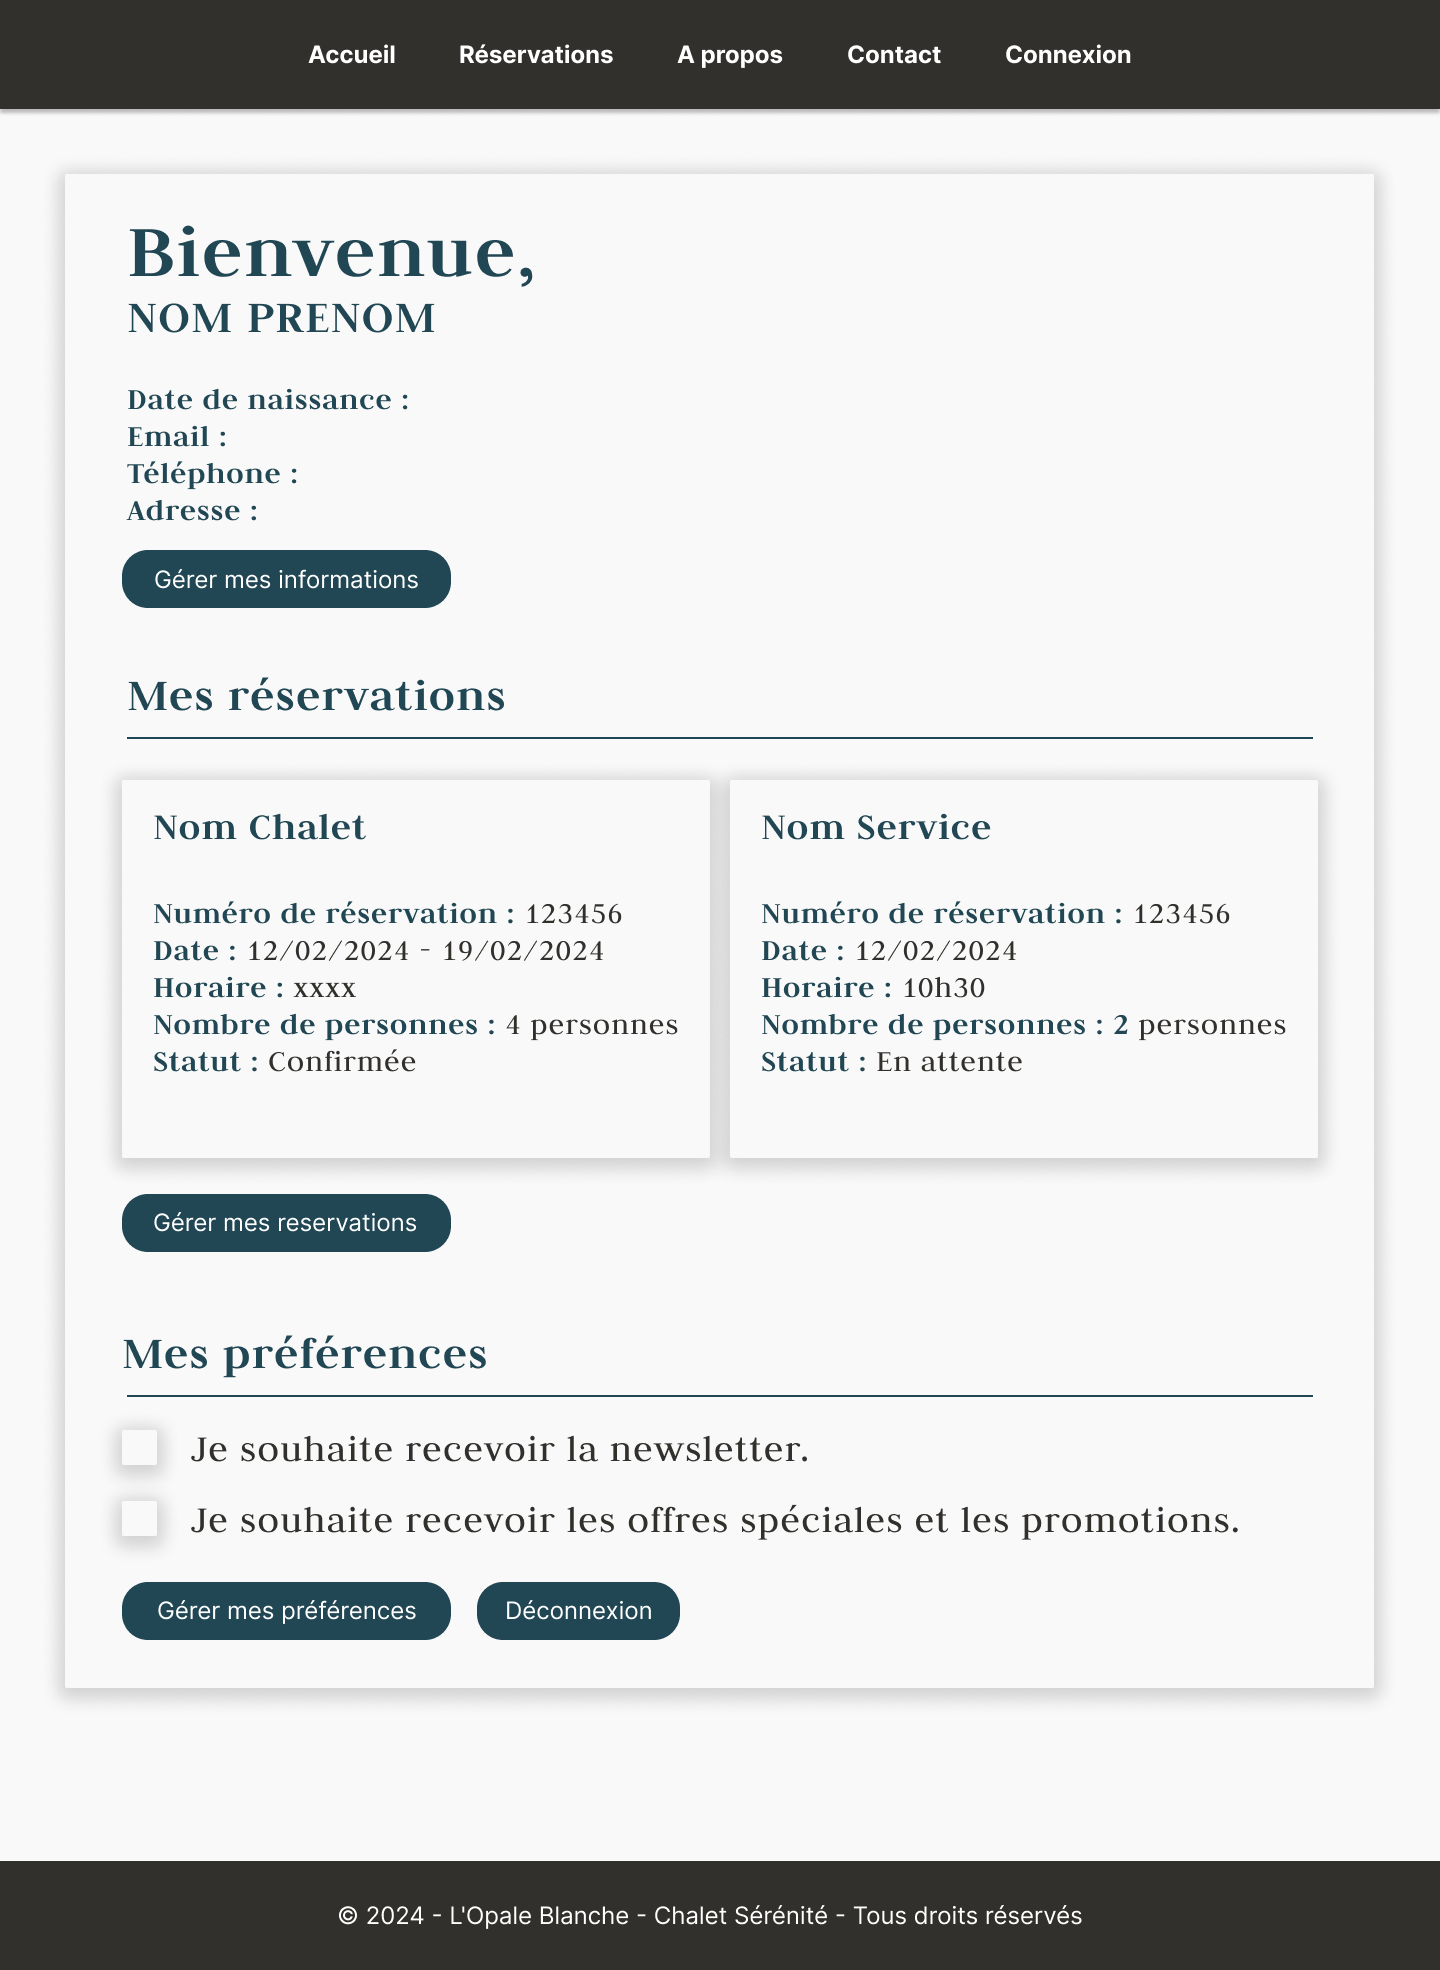 Accueil Réservations A propos Contact Connexion
Bienvenue,
NOM PRENOM
Date de naissance :
Email :
Téléphone :
Adresse :
Gérer mes informations
Mes réservations
Nom Chalet
Numéro de réservation : 123456
Date : 12/02/2024 - 19/02/2024
Horaire : xxxx
Nombre de personnes : 4 personnes
Statut : Confirmée
Nom Service
Numéro de réservation : 123456
Date : 12/02/2024
Horaire : 10h30
Nombre de personnes : 2 personnes
Statut : En attente
Gérer mes reservations
Mes préférences
Je souhaite recevoir la newsletter.
Je souhaite recevoir les offres spéciales et les promotions.
Gérer mes préférences Déconnexion
© 2024 - L'Opale Blanche - Chalet Sérénité - Tous droits réservés